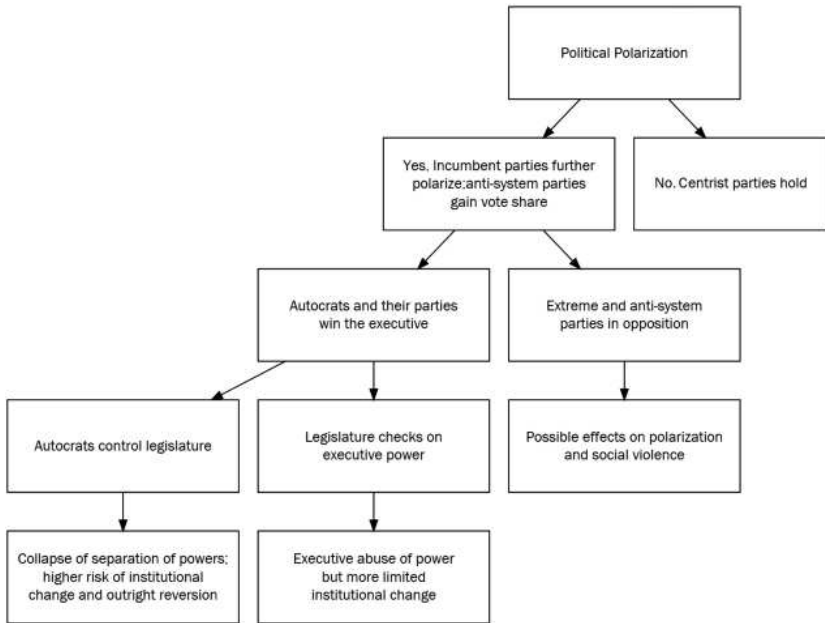 Political Polarization
Yes. Incumbent parties further
polarize;anti-system parties
gain vote share
No. Centrist parties hold
Autocrats and their parties
win the executive
Extreme and anti-system
parties in opposition
Autocrats control legislature
Legislature checks on
executive power
Possible effects on polarization
and social violence
Collapse of separation of powers;
higher risk of institutional
change and outright reversion
Executive abuse of power
but more limited
institutional change